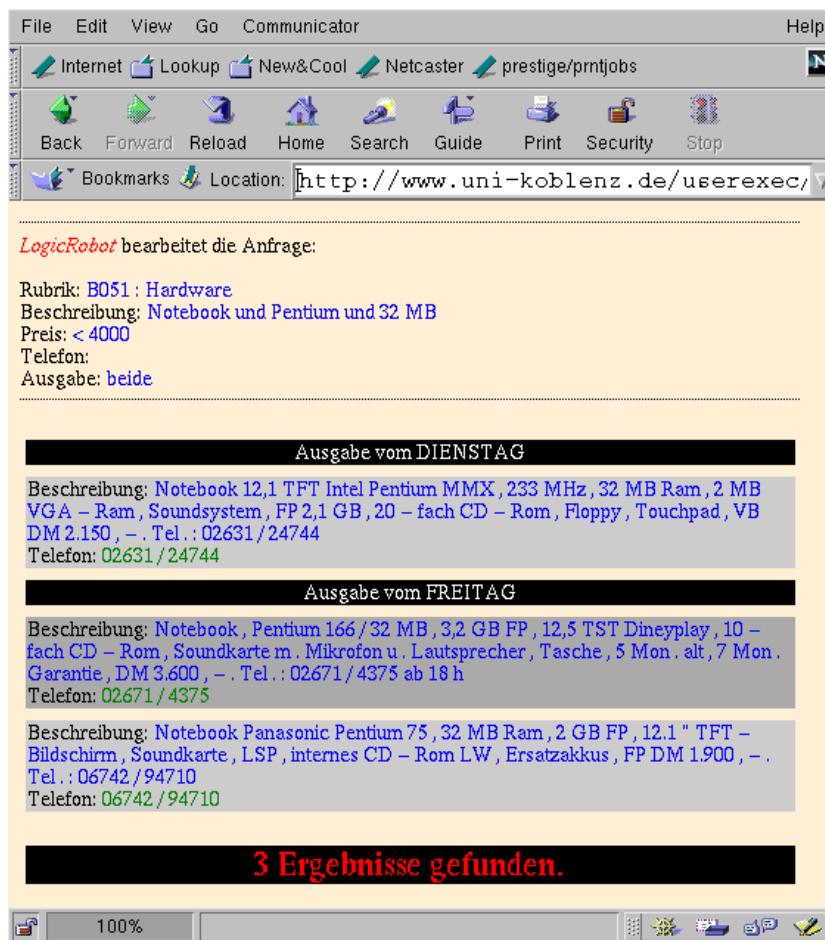 File Edit View Go Communicator Help
Internet Lookup New&Cool Netcaster prestige/prntjobs N
Back Forward Reload Home Search Guide Print Security Stop
Bookmarks Location: http://www.uni-koblenz.de/userexec/
LogicRobot bearbeitet die Anfrage:
Rubrik: B051 : Hardware
Beschreibung: Notebook und Pentium und 32 MB
Preis: < 4000
Telefon:
Ausgabe: beide
Ausgabe vom DIENSTAG
Beschreibung: Notebook 12,1 TFT Intel Pentium MMX , 233 MHz , 32 MB Ram , 2 MB
VGA – Ram , Soundsystem , FP 2,1 GB , 20 – fach CD – Rom , Floppy , Touchpad , VB
DM 2.150 , – . Tel . : 02631 / 24744
Telefon: 02631 / 24744
Ausgabe vom FREITAG
Beschreibung: Notebook , Pentium 166 / 32 MB , 3,2 GB FP , 12,5 TST Dineyplay , 10 –
fach CD – Rom , Soundkarte m . Mikrofon u . Lautsprecher , Tasche , 5 Mon . alt , 7 Mon .
Garantie , DM 3.600 , – . Tel . : 02671 / 4375 ab 18 h
Telefon: 02671 / 4375
Beschreibung: Notebook Panasonic Pentium 75 , 32 MB Ram , 2 GB FP , 12.1 " TFT –
Bildschirm , Soundkarte , LSP , internes CD – Rom LW , Ersatzakkus , FP DM 1.900 , – .
Tel . : 06742 / 94710
Telefon: 06742 / 94710
3 Ergebnisse gefunden.
100%